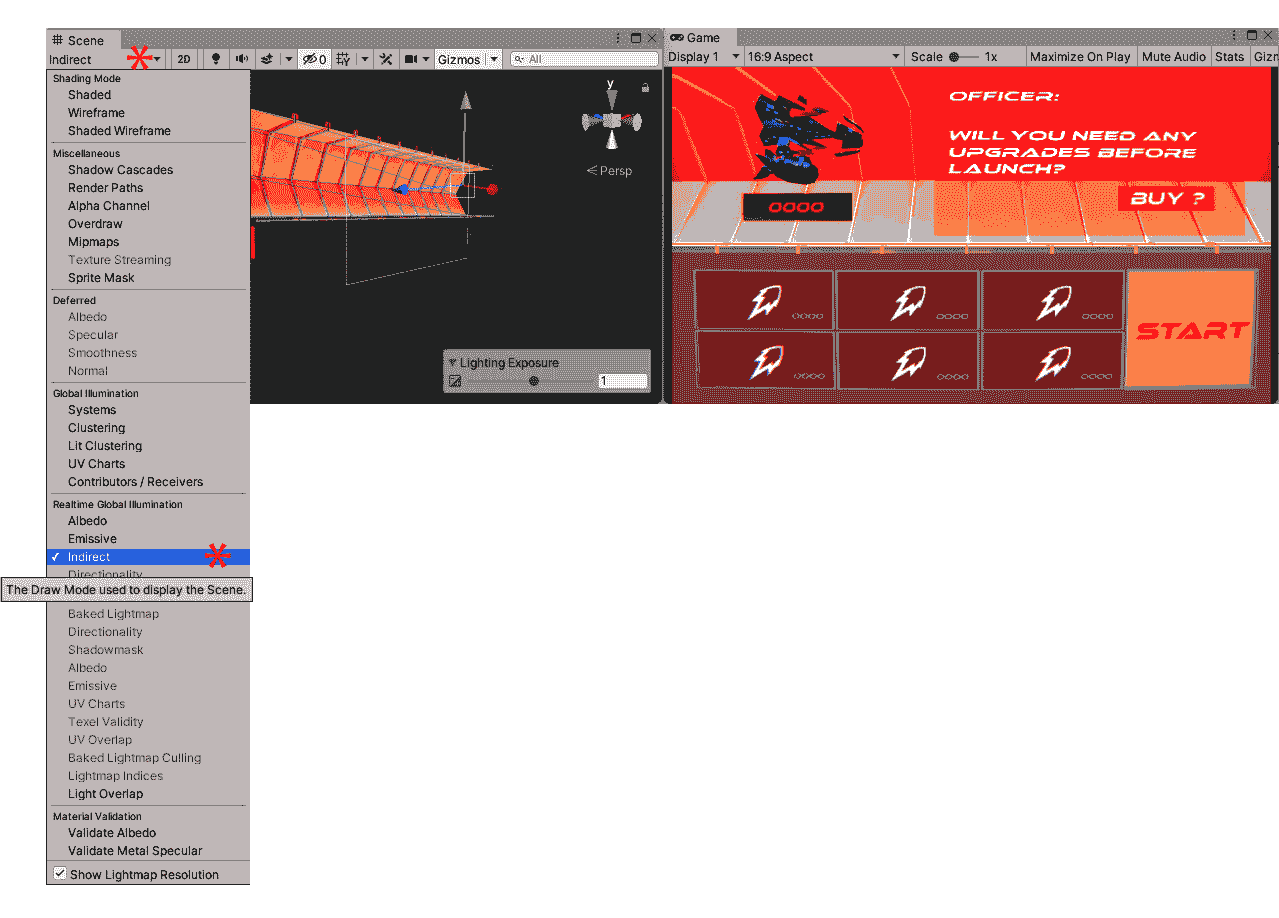 Scene
Indirect
2D
0
Gizmos
All
Shading Mode
Shaded
Wireframe
Shaded Wireframe
Miscellaneous
Shadow Cascades
Render Paths
Alpha Channel
Overdraw
Mipmaps
Texture Streaming
Sprite Mask
Deferred
Albedo
Specular
Smoothness
Normal
Global Illumination
Systems
Clustering
Lit Clustering
UV Charts
Contributors / Receivers
Realtime Global Illumination
Albedo
Emissive
Indirect
Directionality
The Draw Mode used to display the Scene.
Baked Lightmap
Directionality
Shadowmask
Albedo
Emissive
UV Charts
Texel Validity
UV Overlap
Baked Lightmap Culling
Lightmap Indices
Light Overlap
Material Validation
Validate Albedo
Validate Metal Specular
Show Lightmap Resolution
y
Persp
Lighting Exposure
1
Game
Display 1
16:9 Aspect
Scale
1x
Maximize On Play
Mute Audio
Stats
Gizn
OFFICER:
WILL YOU NEED ANY
UPGRADES BEFORE
LAUNCH?
BUY ?
0000
0000
0000
0000
START
0000
0000
0000